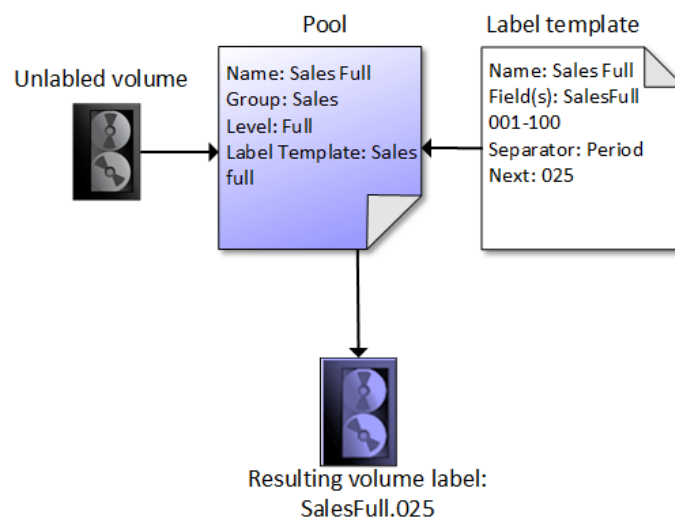 Pool
Label template
Unlabled volume
Name: Sales Full
Group: Sales
Level: Full
Label Template: Sales
full
Name: Sales Full
Field(s): SalesFull
001-100
Separator: Period
Next: 025
Resulting volume label:
SalesFull.025